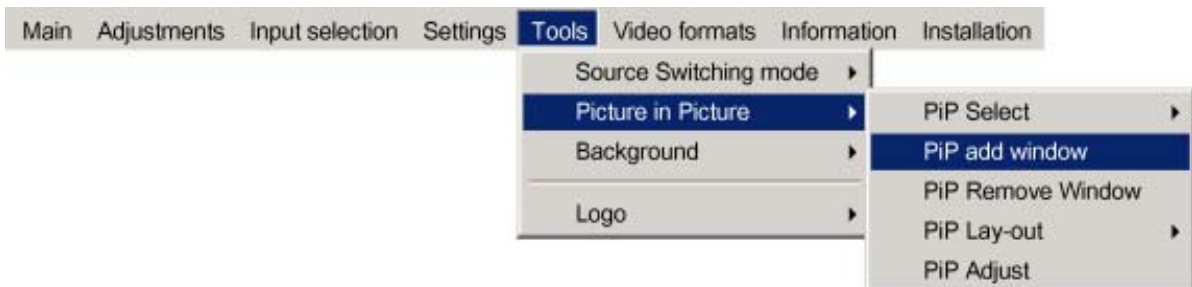 Main Adjustments Input selection Settings Tools Video formats Information Installation
Source Switching mode
Picture in Picture
Background
Logo
PiP Select
PiP add window
PiP Remove Window
PiP Lay-out
PiP Adjust